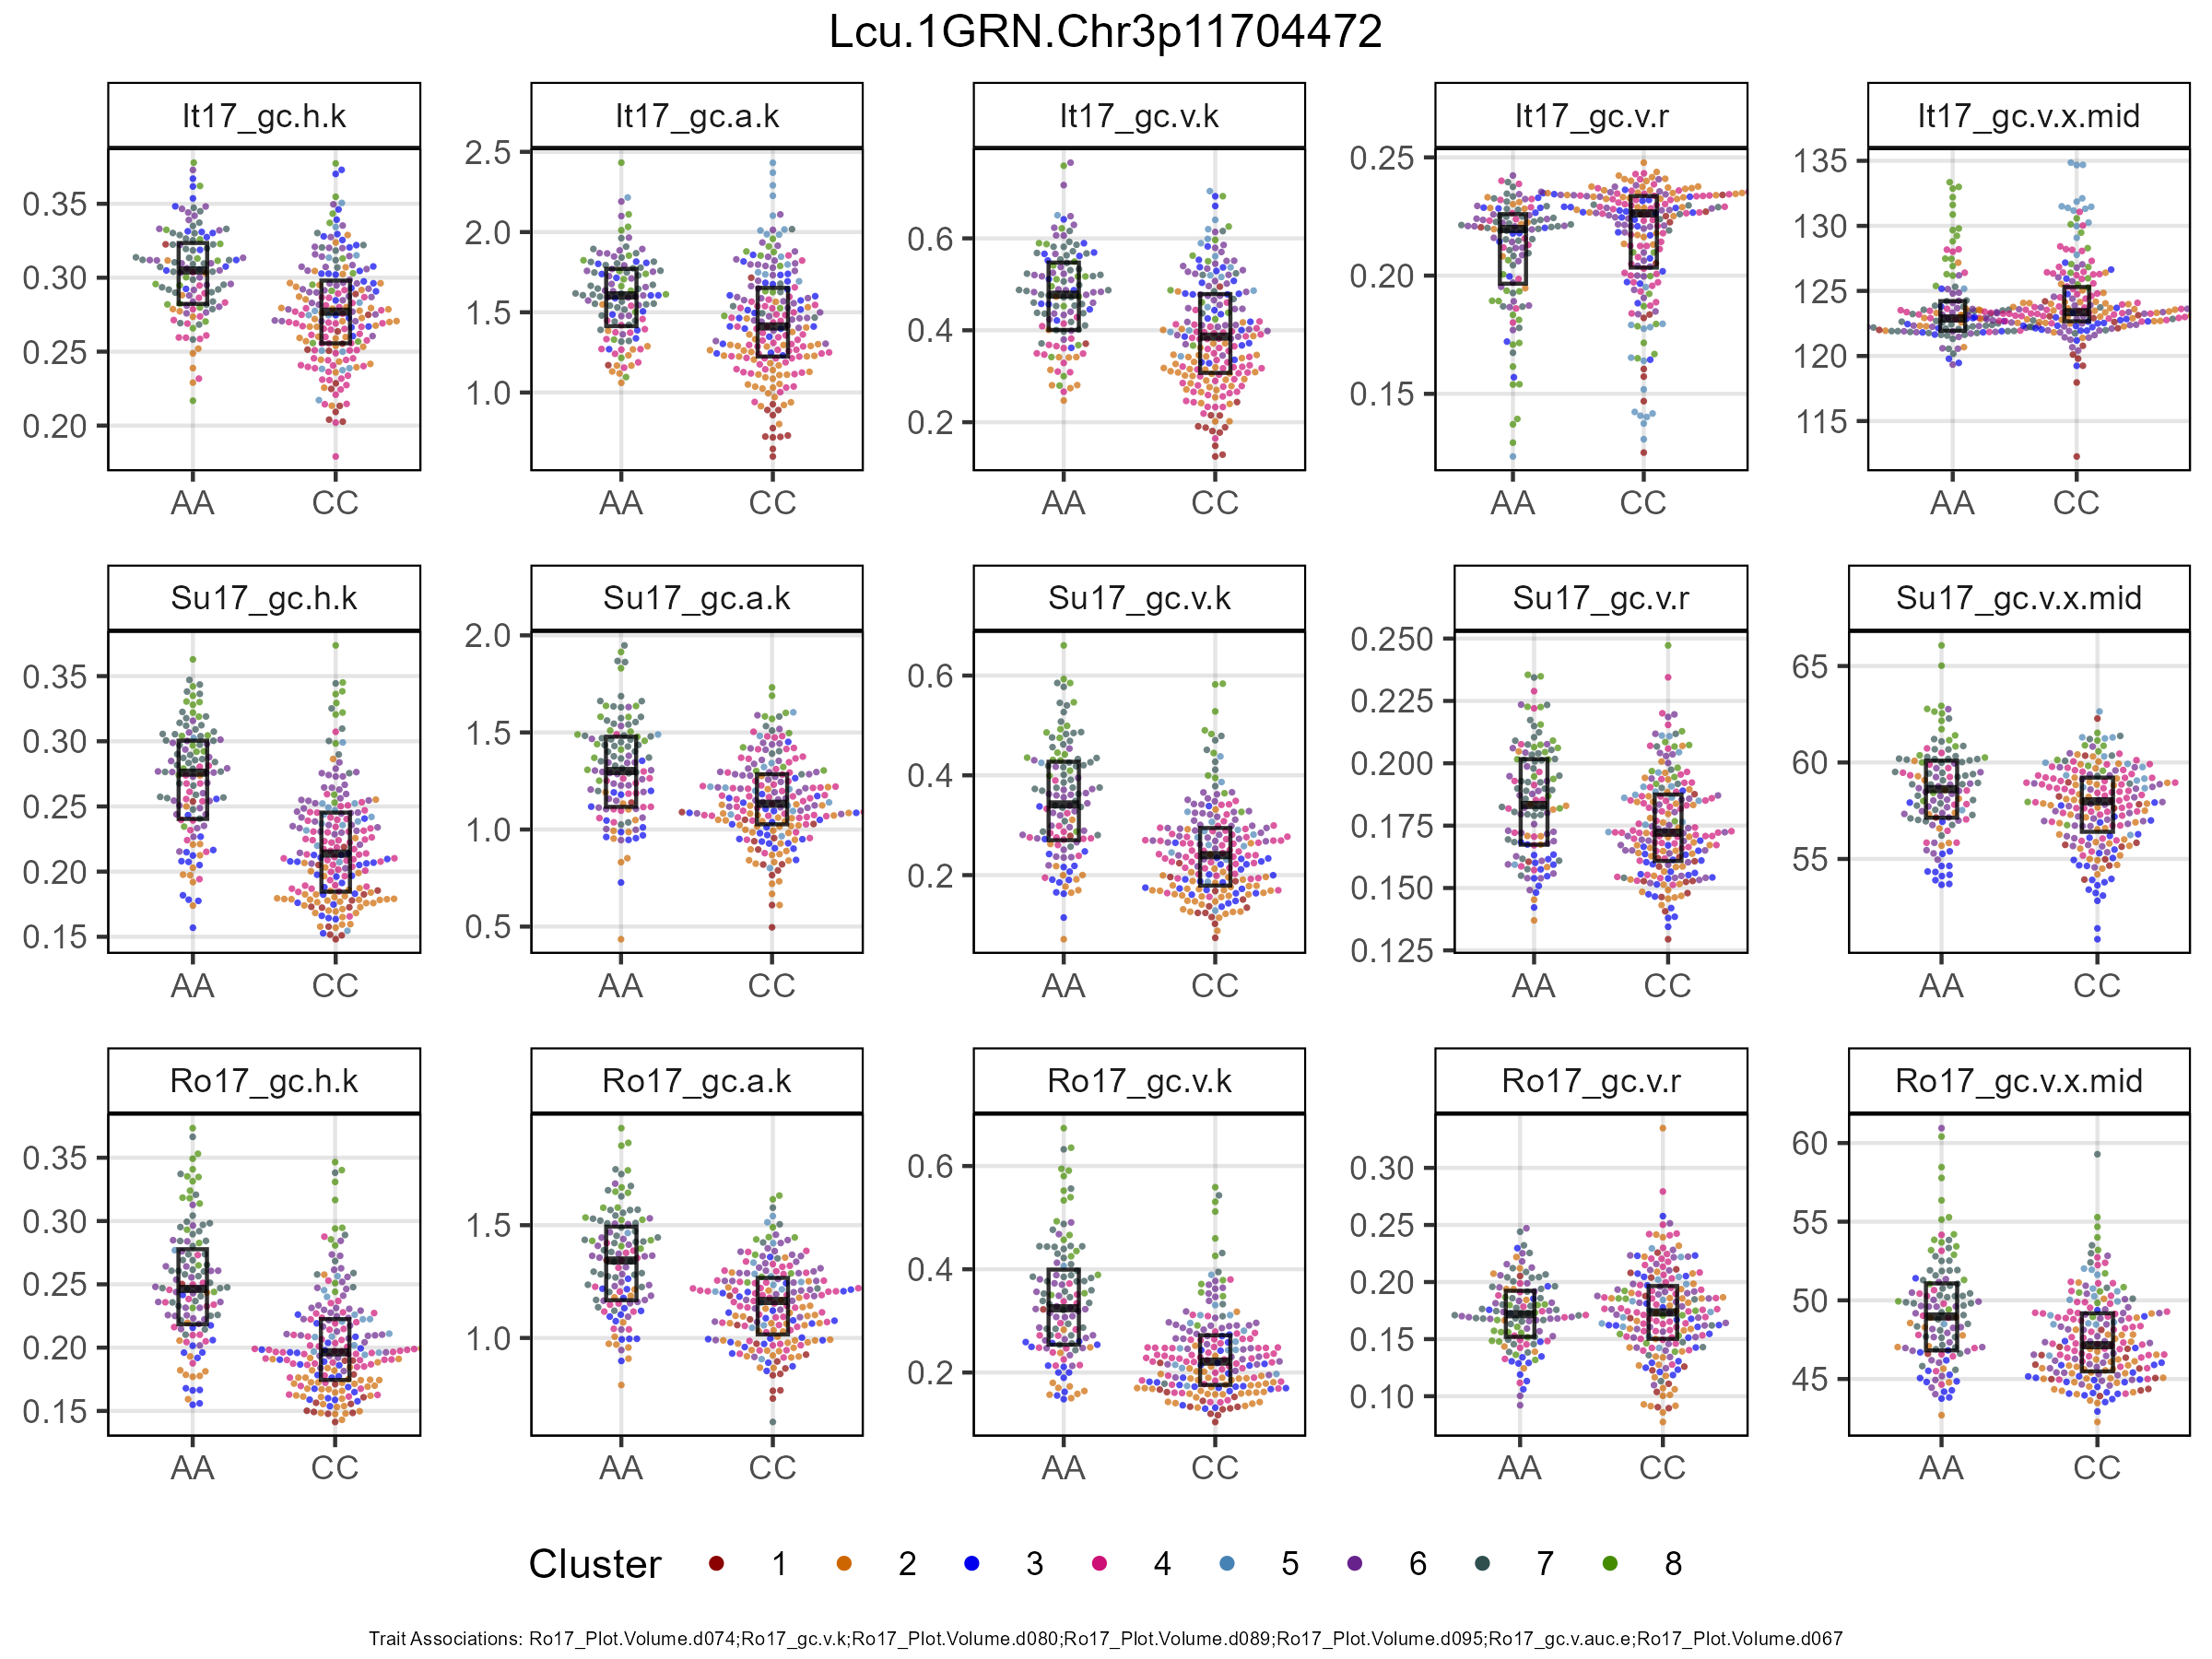 Lcu.1GRN.Chr3p11704472
It17_gc.h.k It17_gc.a.k It17_gc.v.k It17_gc.v.r It17_gc.v.x.mid
0.35 0.30 0.25 0.20
2.5 2.0 1.5 1.0
0.6 0.4 0.2
0.25 0.20 0.15
135 130 125 120 115
AA CC AA CC AA CC AA CC AA CC
Su17_gc.h.k Su17_gc.a.k Su17_gc.v.k Su17_gc.v.r Su17_gc.v.x.mid
0.35 0.30 0.25 0.20 0.15
2.0 1.5 1.0 0.5
0.6 0.4 0.2
0.250 0.225 0.200 0.175 0.150 0.125
65 60 55
AA CC AA CC AA CC AA CC AA CC
Ro17_gc.h.k Ro17_gc.a.k Ro17_gc.v.k Ro17_gc.v.r Ro17_gc.v.x.mid
0.35 0.30 0.25 0.20 0.15
1.5 1.0
0.6 0.4 0.2
0.30 0.25 0.20 0.15 0.10
60 55 50 45
AA CC AA CC AA CC AA CC AA CC
Cluster 1 2 3 4 5 6 7 8
Trait Associations: Ro17_Plot.Volume.d074;Ro17_gc.v.k;Ro17_Plot.Volume.d080;Ro17_Plot.Volume.d089;Ro17_Plot.Volume.d095;Ro17_gc.v.auc.e;Ro17_Plot.Volume.d067